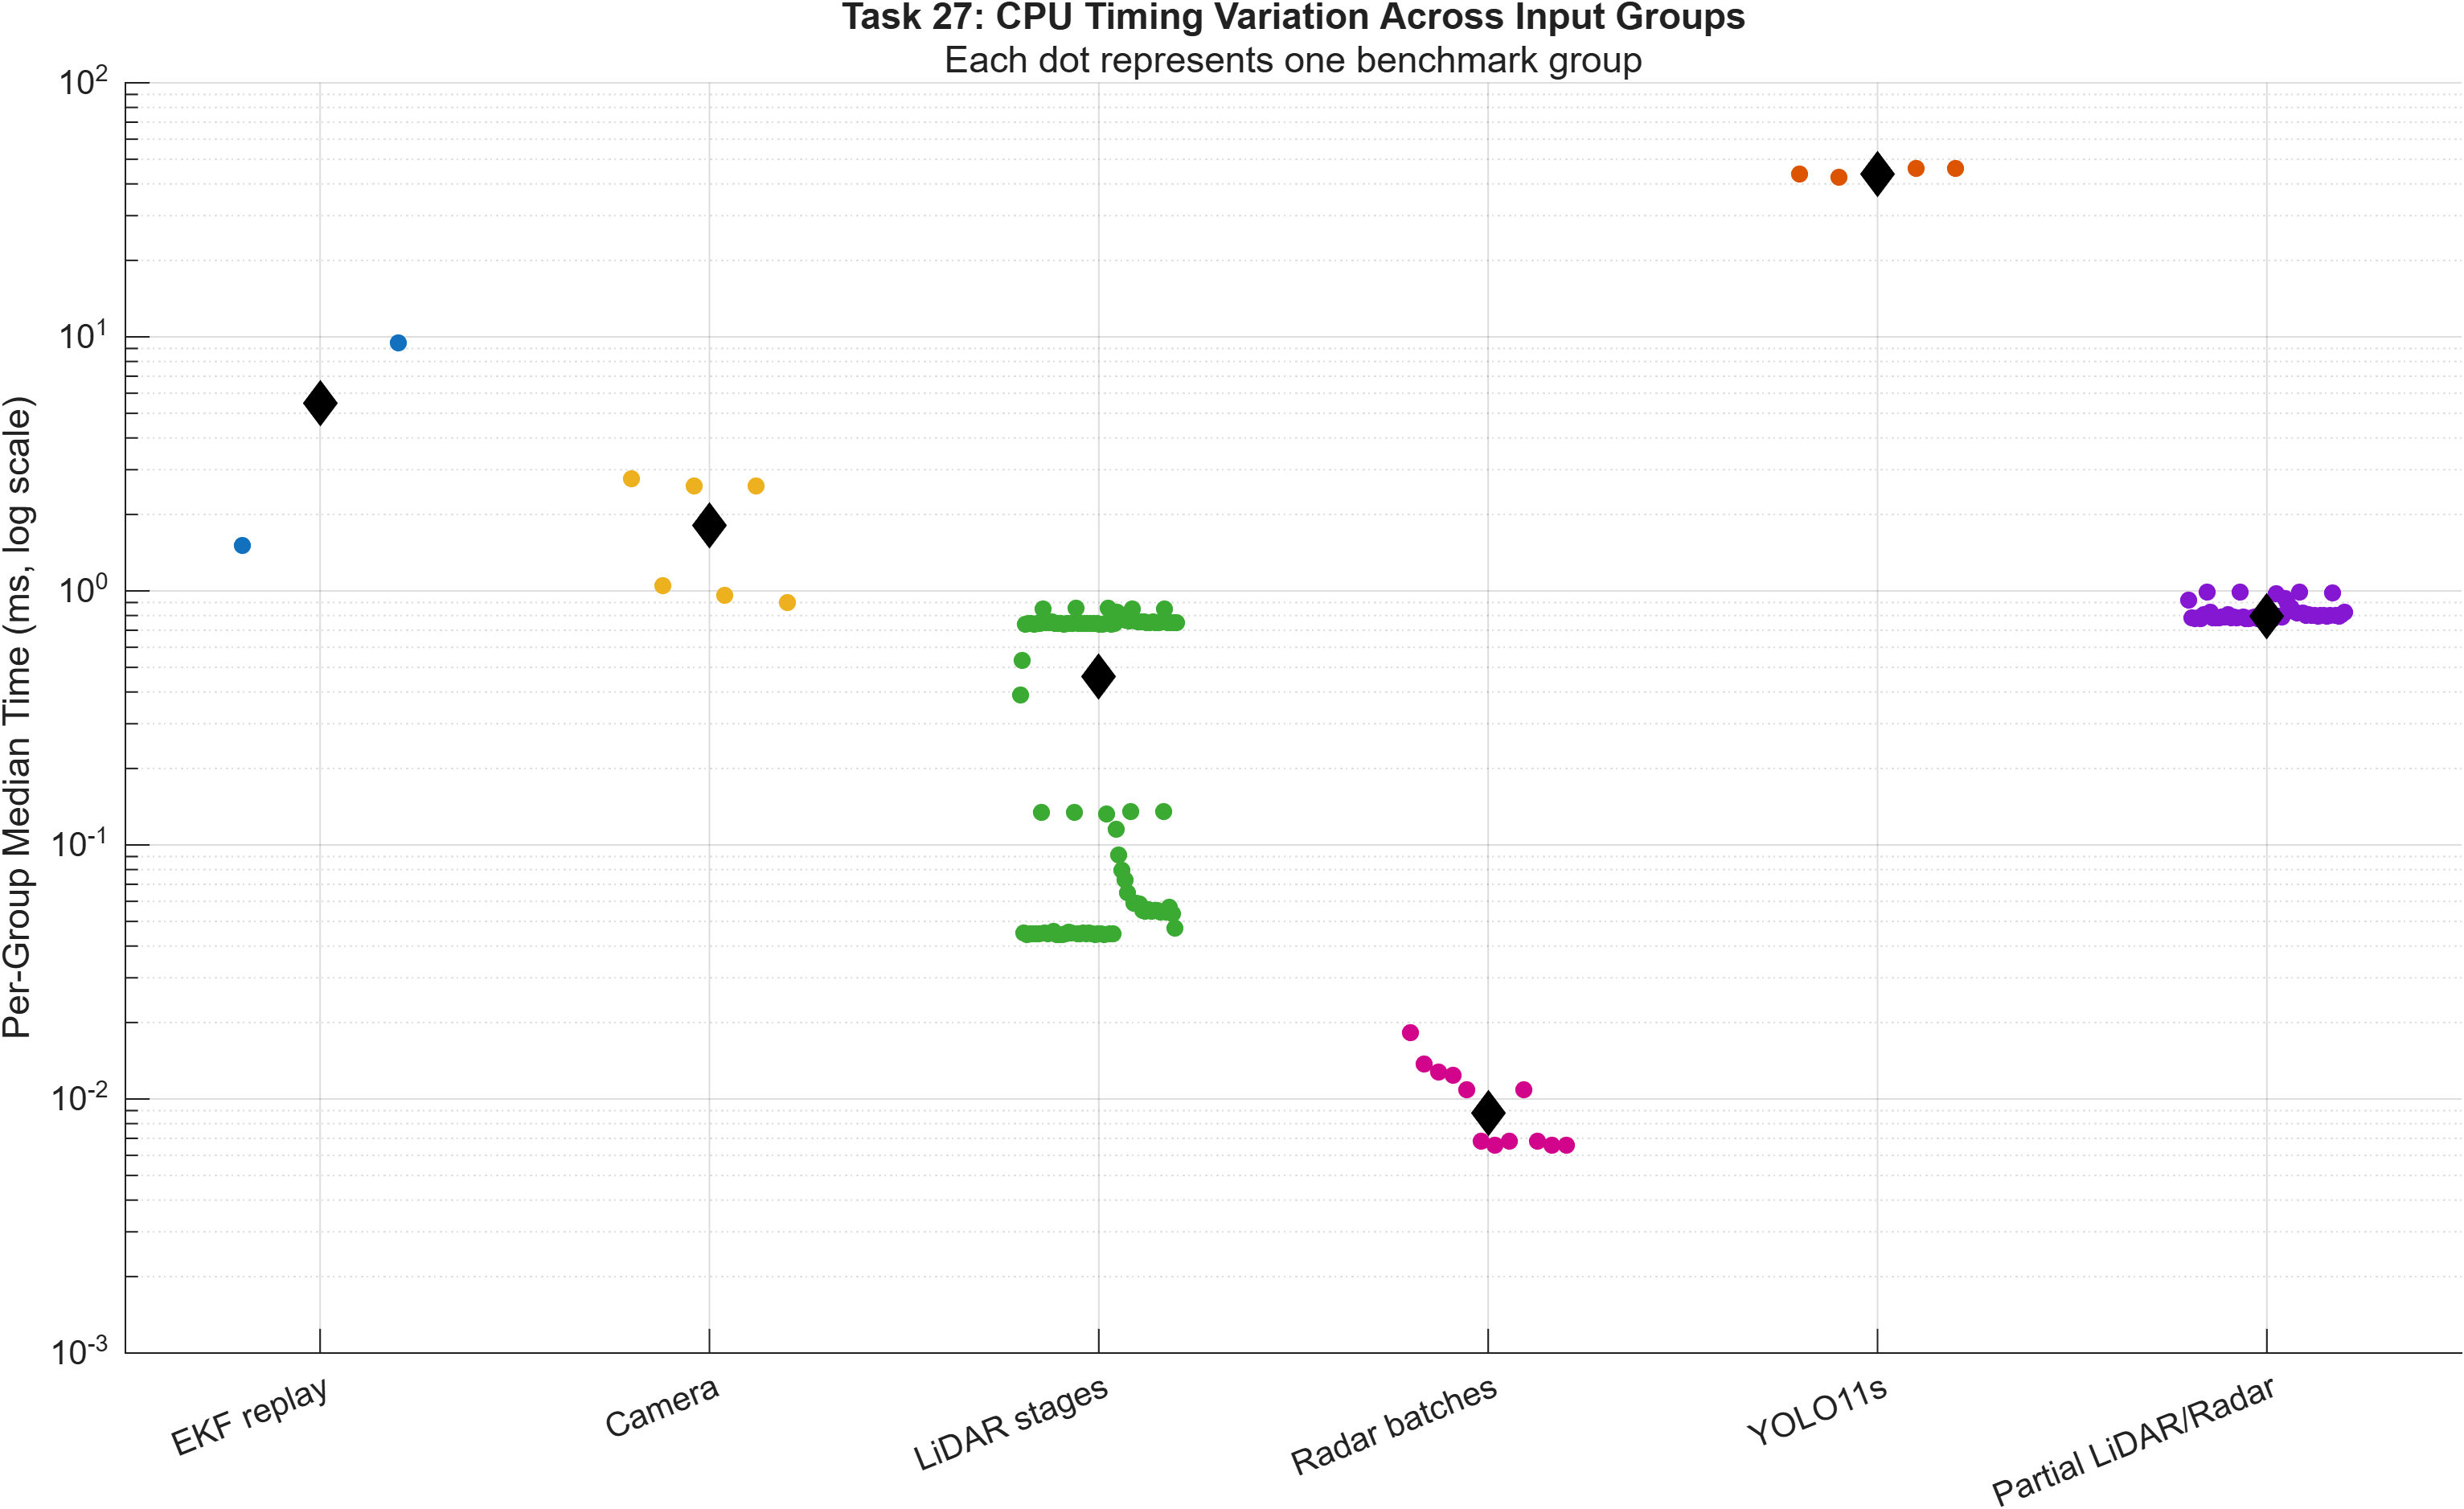 Task 27: CPU Timing Variation Across Input Groups
Each dot represents one benchmark group
Per-Group Median Time (ms, log scale)
10^2
10^1
10^0
10^-1
10^-2
10^-3
EKF replay
Camera
LiDAR stages
Radar batches
YOLO11s
Partial LiDAR/Radar